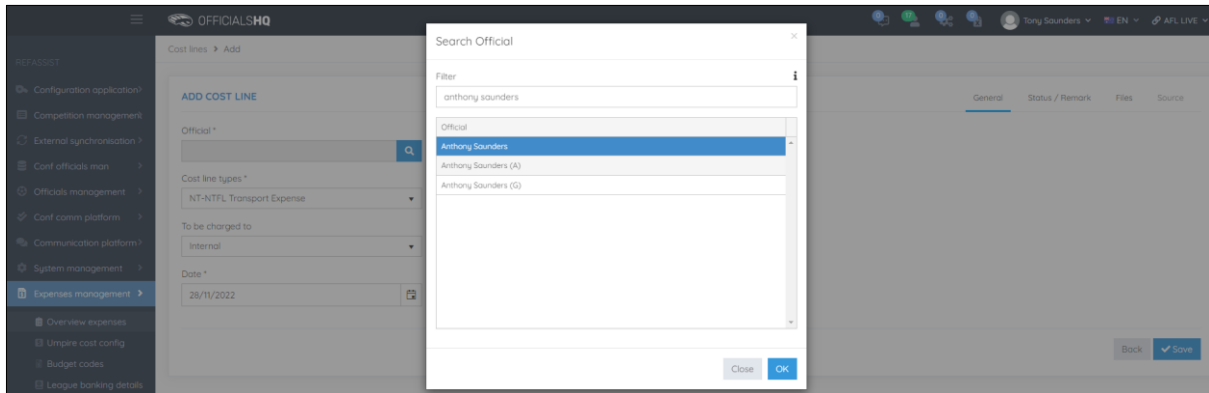 OFFICIALSHQ
Tony Saunders
EN
AFL LIVE
Cost lines > Add
REFASSIST
Configuration application
Competition management
External synchronisation
Conf officials man
Officials management
Conf comm platform
Communication platform
System management
Expenses management
Overview expenses
Umpire cost config
Budget codes
League banking details
ADD COST LINE
General
Status / Remark
Files
Source
Official *
Cost line types *
NT-NTFL Transport Expense
To be charged to
Internal
Date *
28/11/2022
Back
Save
Search Official
×
Filter
i
anthony saunders
Official
Anthony Saunders
Anthony Saunders (A)
Anthony Saunders (G)
Close
OK